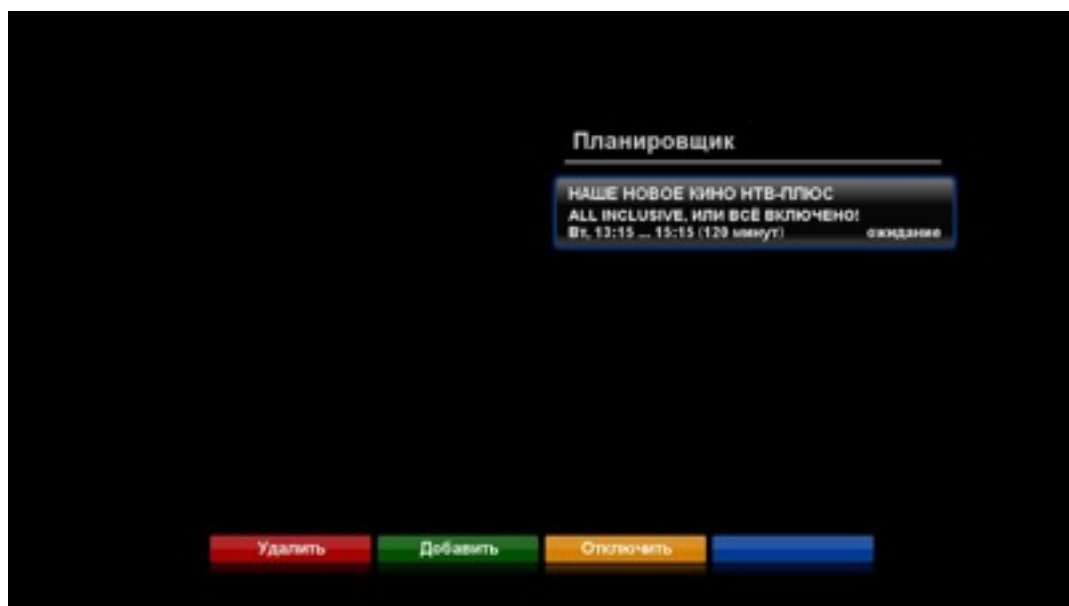 Планировщик
НАШЕ НОВОЕ КИНО НТВ-ПЛЮС
ALL INCLUSIVE, ИЛИ ВСЁ ВКЛЮЧЕНО!
Вт, 13:15 ... 15:15 (120 минут) ожидание
Удалить Добавить Отключить